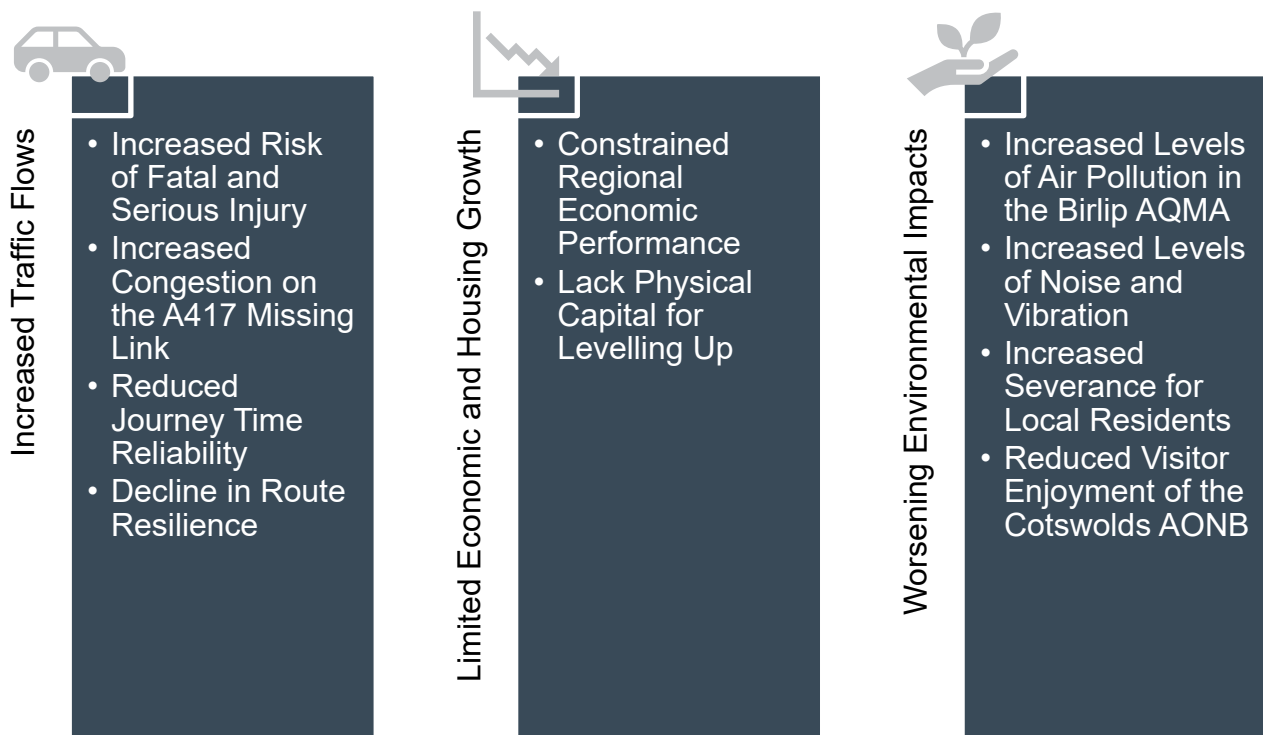 Increased Traffic Flows
• Increased Risk
of Fatal and
Serious Injury
• Increased
Congestion on
the A417 Missing
Link
• Reduced
Journey Time
Reliability
• Decline in Route
Resilience
Limited Economic and Housing Growth
• Constrained
Regional
Economic
Performance
• Lack Physical
Capital for
Levelling Up
Worsening Environmental Impacts
• Increased Levels
of Air Pollution in
the Birlip AQMA
• Increased Levels
of Noise and
Vibration
• Increased
Severance for
Local Residents
• Reduced Visitor
Enjoyment of the
Cotswolds AONB